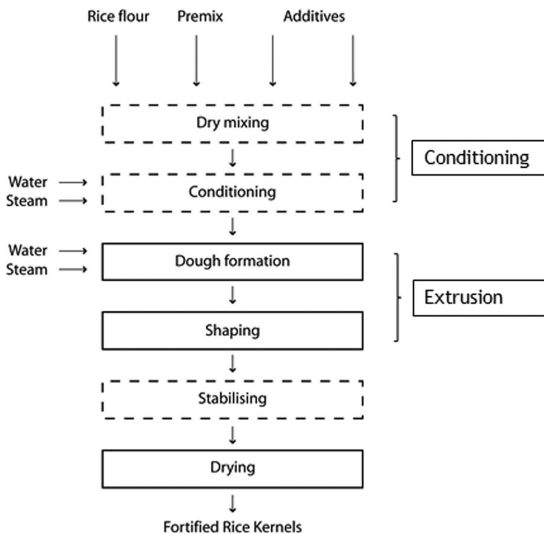 Rice flour Premix Additives
Dry mixing
Conditioning
Water
Steam
Conditioning
Water
Steam
Dough formation
Extrusion
Shaping
Stabilising
Drying
Fortified Rice Kernels